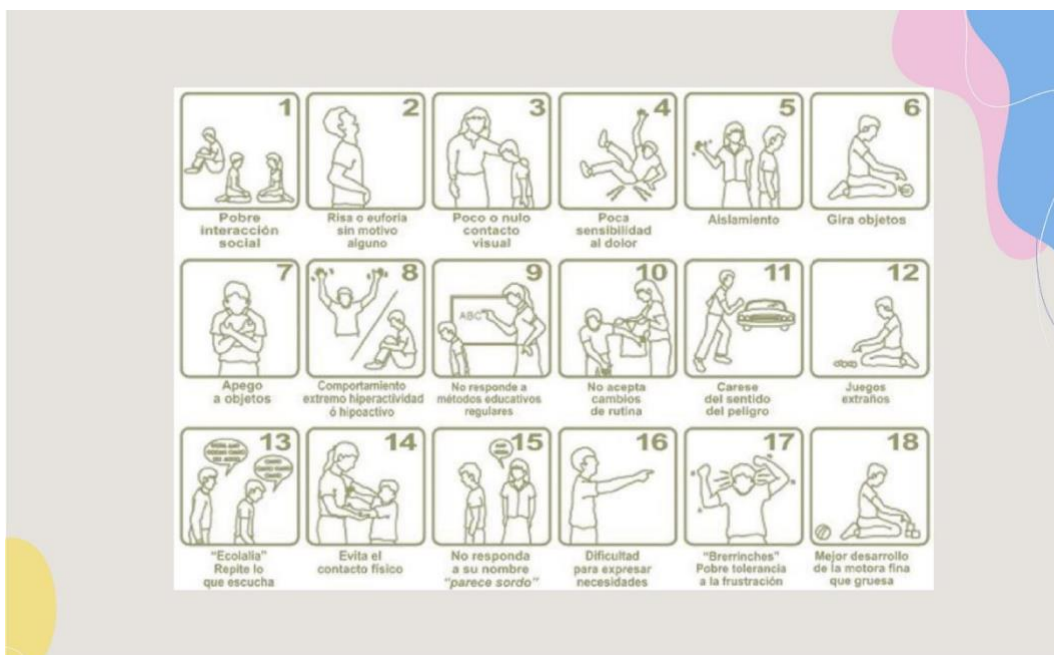 1
Pobre
interacción
social
2
Risa o euforia
sin motivo
alguno
3
Poco o nulo
contacto
visual
4
Poca
sensibilidad
al dolor
5
Aislamiento
6
Gira objetos
7
Apego
a objetos
8
Comportamiento
extremo hiperactividad
ó hipoactivo
9
ABC
No responde a
métodos educativos
regulares
10
No acepta
cambios
de rutina
11
Carese
del sentido
del peligro
12
Juegos
extraños
13
"Ecolalia"
Repite lo
que escucha
14
Evita el
contacto físico
15
No responda
a su nombre
"parece sordo"
16
Dificultad
para expresar
necesidades
17
"Brerrinches"
Pobre tolerancia
a la frustración
18
Mejor desarrollo
de la motora fina
que gruesa